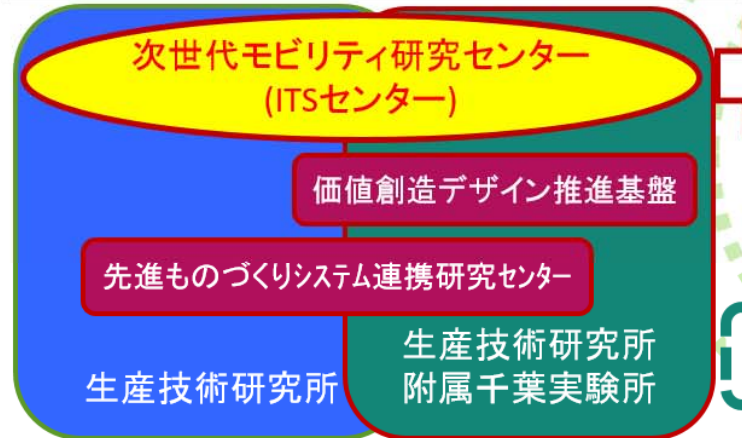 次世代モビリティ研究センター
(ITSセンター)
価値創造デザイン推進基盤
先進ものづくりシステム連携研究センター
生産技術研究所
生産技術研究所
附属千葉実験所